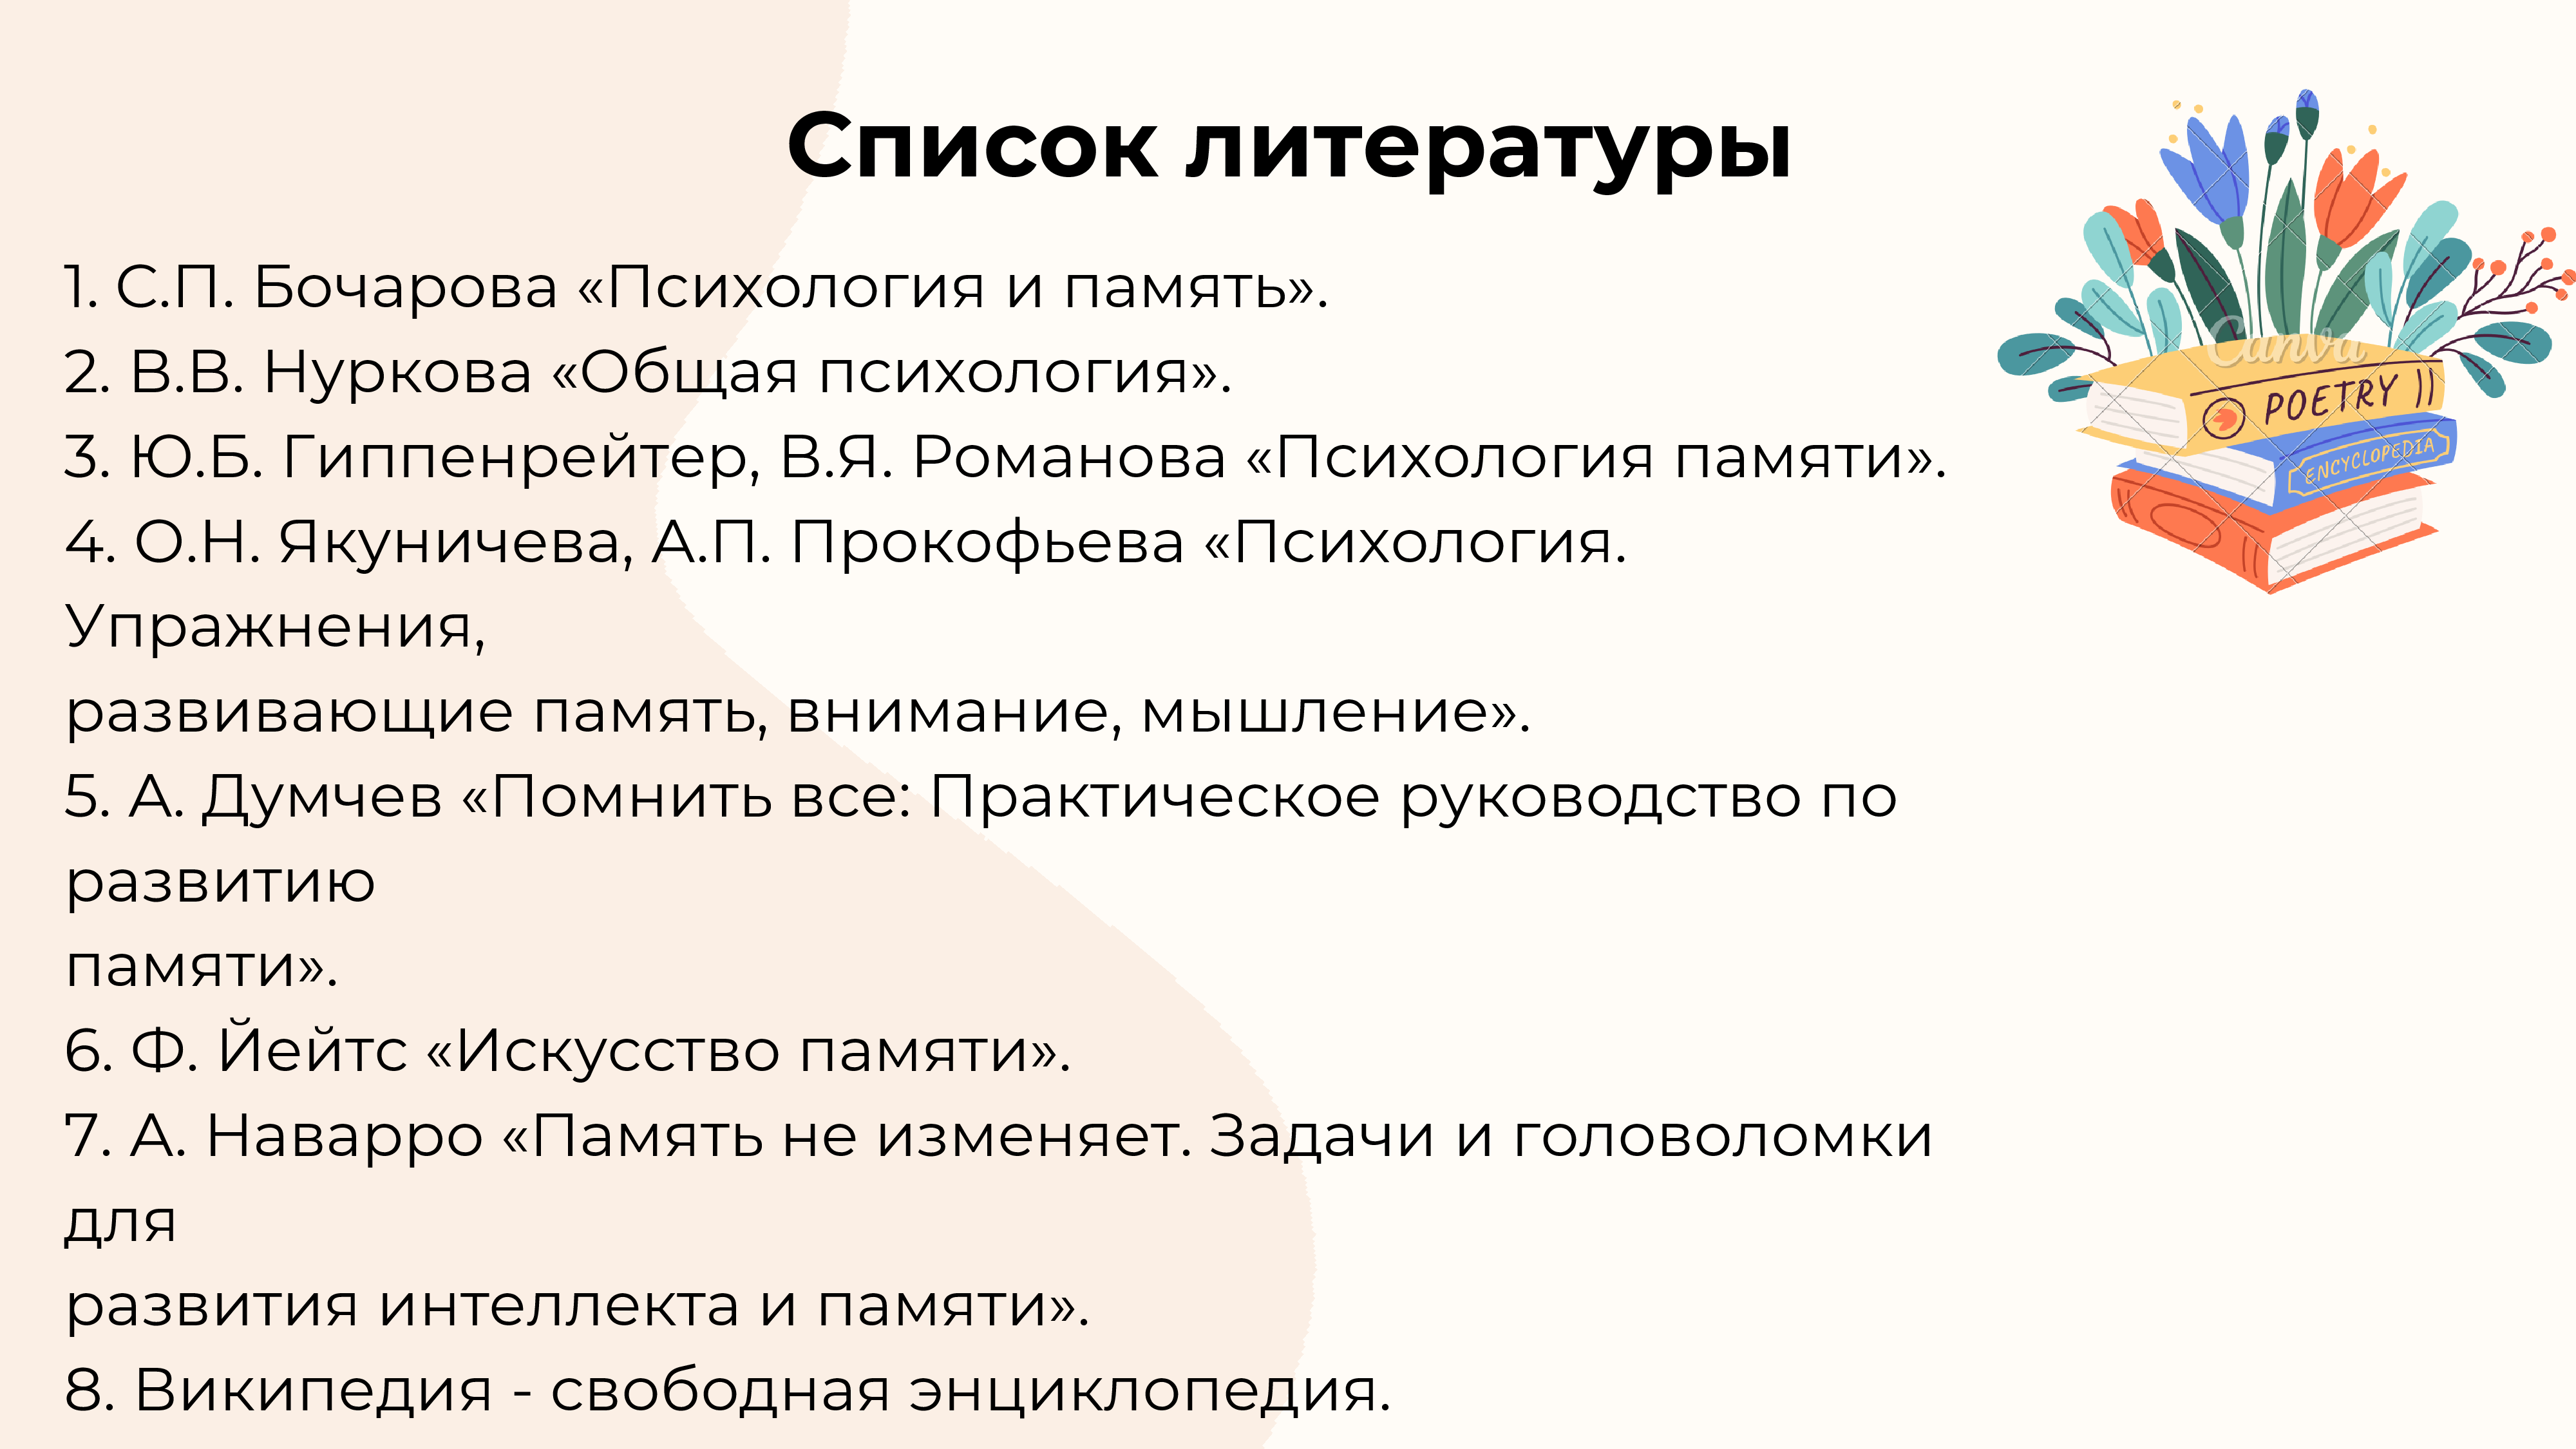 Список литературы
1. С.П. Бочарова «Психология и память».
2. В.В. Нуркова «Общая психология».
3. Ю.Б. Гиппенрейтер, В.Я. Романова «Психология памяти».
4. О.Н. Якуничева, А.П. Прокофьева «Психология.
Упражнения,
развивающие память, внимание, мышление».
5. А. Думчев «Помнить все: Практическое руководство по
развитию
памяти».
6. Ф. Йейтс «Искусство памяти».
7. А. Наварро «Память не изменяет. Задачи и головоломки
для
развития интеллекта и памяти».
8. Википедия - свободная энциклопедия.
Canva
POETRY II
ENCYCLOPEDIA